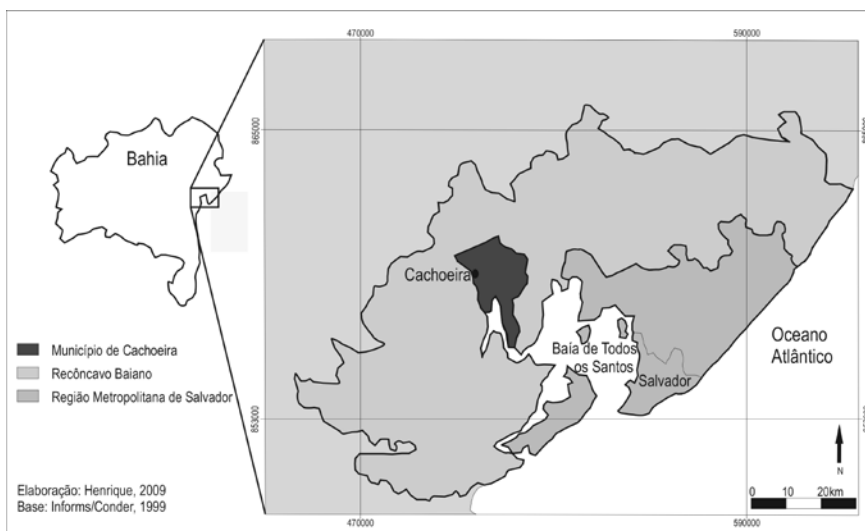 470000
590000
Bahia
865000
Cachoeira
Oceano
Atlântico
Baía de Todos
os Santos
Salvador
Município de Cachoeira
Recôncavo Baiano
Região Metropolitana de Salvador
853000
N
Elaboração: Henrique, 2009
Base: Informs/Conder, 1999
0 10 20km
470000
590000